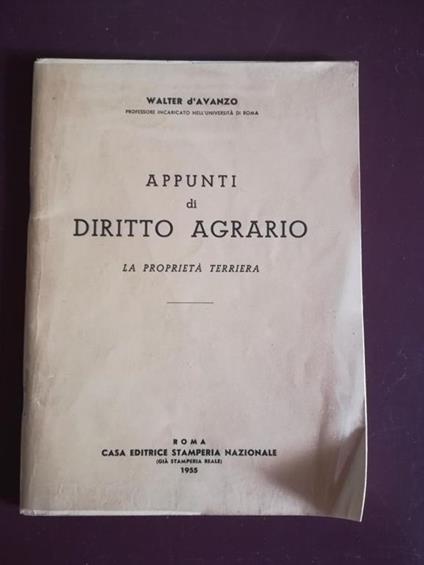 WALTER d'AVANZO
PROFESSORE INCARICATO NELL'UNIVERSITÀ DI ROMA
APPUNTI
di
DIRITTO AGRARIO
LA PROPRIETÀ TERRIERA
ROMA
CASA EDITRICE STAMPERIA NAZIONALE
(GIÀ STAMPERIA REALE)
1955